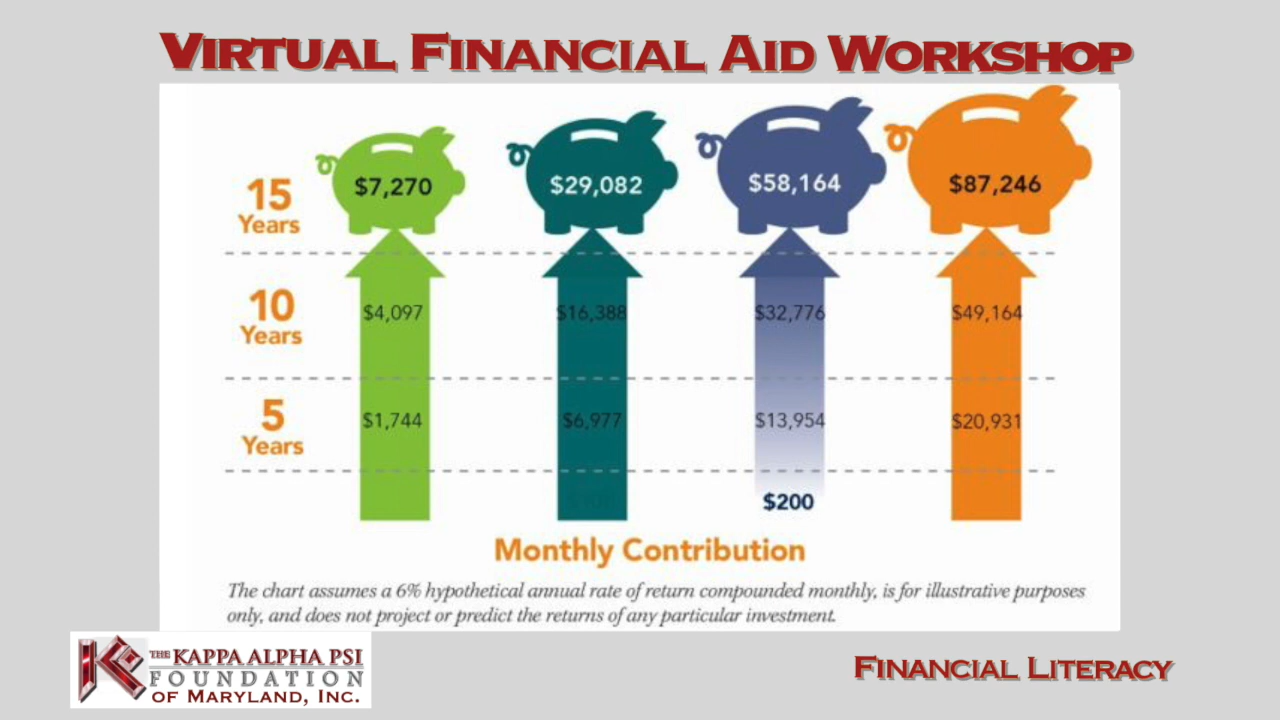 VIRTUAL FINANCIAL AID WORKSHOP
15 Years
$7,270 $29,082 $58,164 $87,246
10 Years
$4,097 $16,388 $32,776 $49,164
5 Years
$1,744 $6,977 $13,954 $20,931
$200
Monthly Contribution
The chart assumes a 6% hypothetical annual rate of return compounded monthly, is for illustrative purposes
only, and does not project or predict the returns of any particular investment.
THE KAPPA ALPHA PSI
FOUNDATION
OF MARYLAND, INC.
FINANCIAL LITERACY